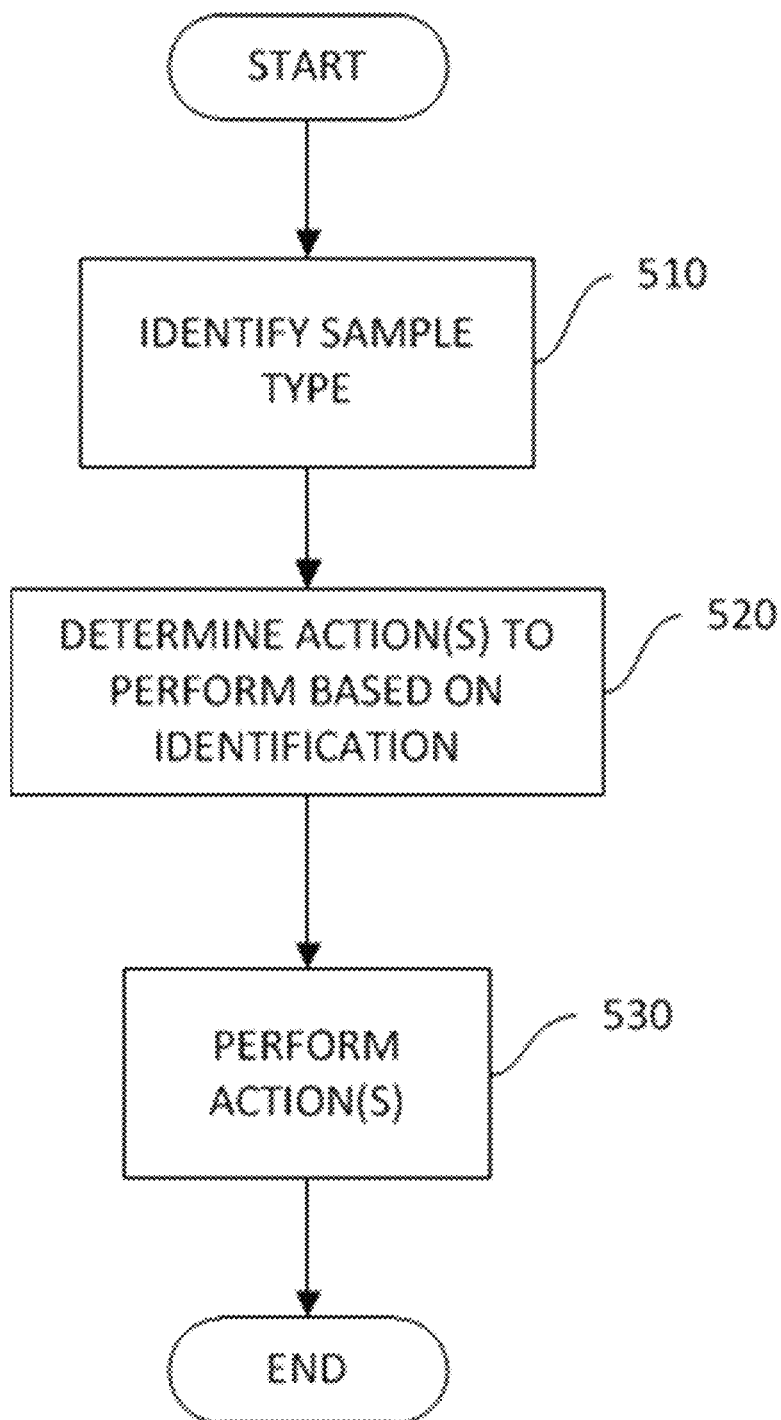 START
510
IDENTIFY SAMPLE
TYPE
520
DETERMINE ACTION(S) TO
PERFORM BASED ON
IDENTIFICATION
530
PERFORM
ACTION(S)
END